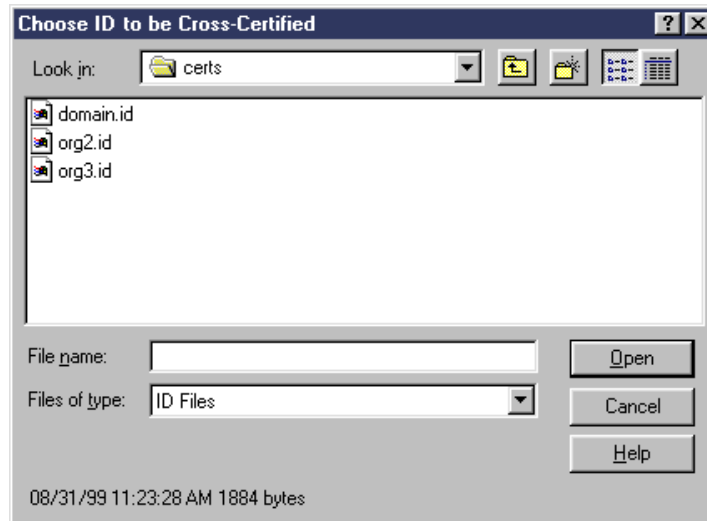 Choose ID to be Cross-Certified
Look in: certs
domain.id
org2.id
org3.id
File name: Open
Files of type: ID Files Cancel
Help
08/31/99 11:23:28 AM 1884 bytes